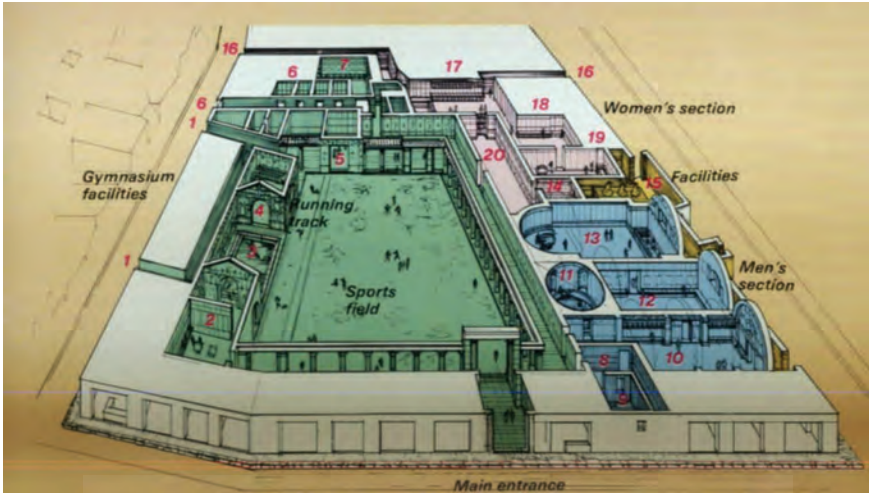 16
7
6
17
16
6
18
Women's section
1
19
5
20
Gymnasium
facilities
14
15
Facilities
4
Running
track
13
3
11
1
Men's
section
Sports
field
12
2
8
10
9
Main entrance